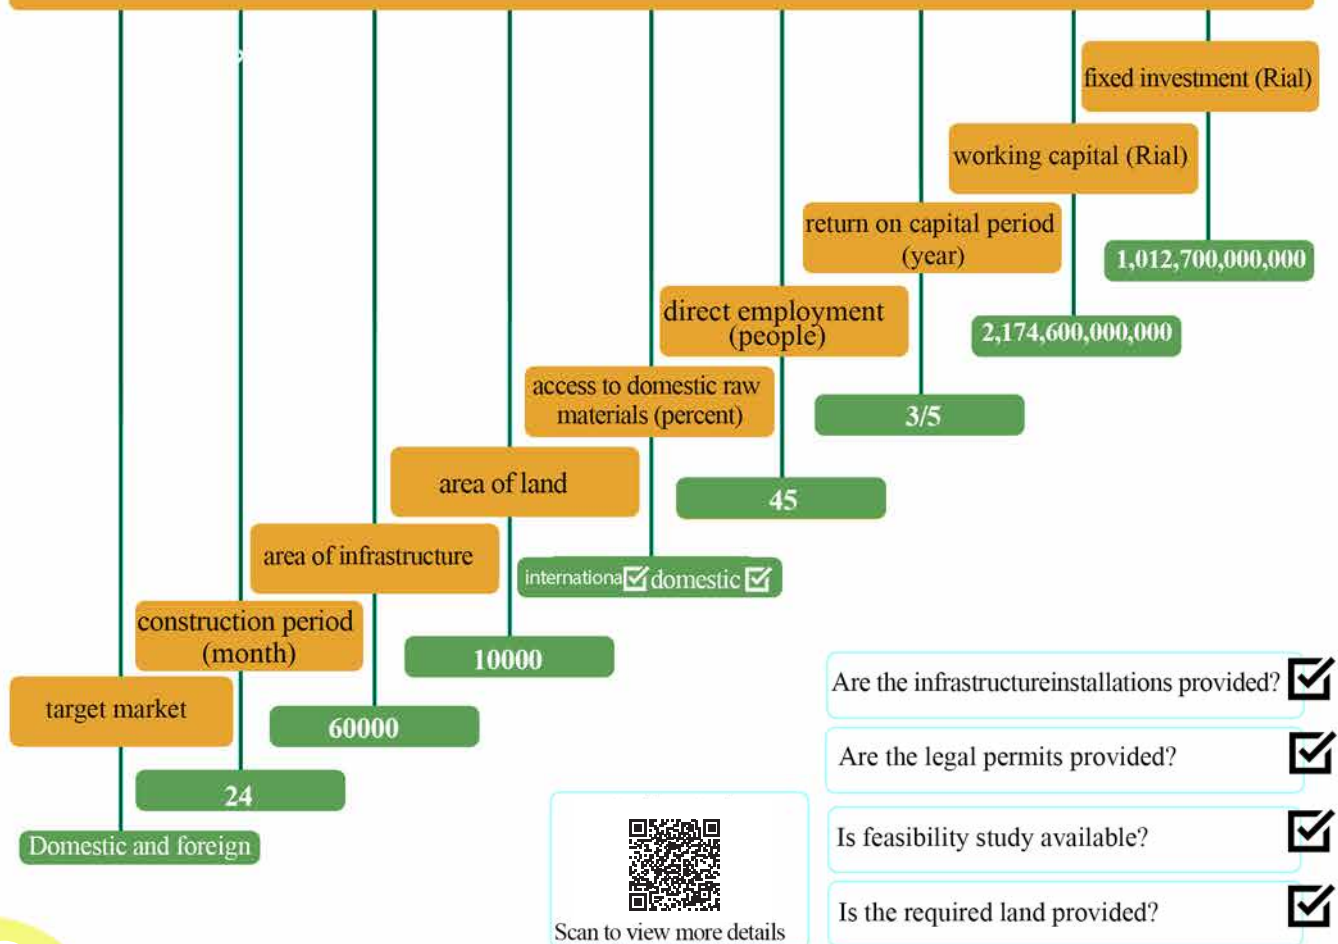 fixed investment (Rial)
1,012,700,000,000
working capital (Rial)
2,174,600,000,000
return on capital period
(year)
3/5
direct employment
(people)
45
access to domestic raw
materials (percent)
internationa domestic
area of land
10000
area of infrastructure
60000
construction period
(month)
24
target market
Domestic and foreign
Are the infrastructureinstallations provided?
Are the legal permits provided?
Is feasibility study available?
Is the required land provided?
Scan to view more details